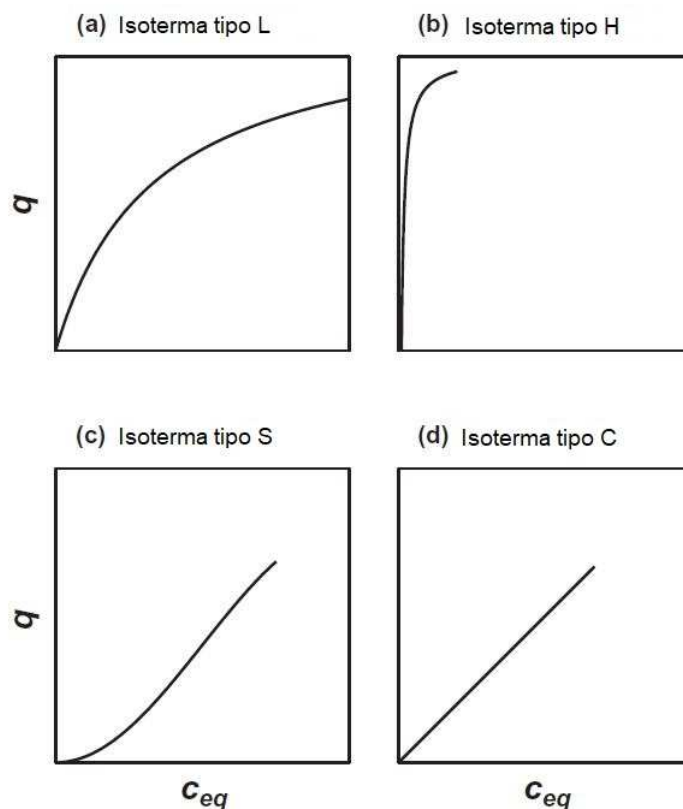 (a) Isoterma tipo L
(b) Isoterma tipo H
q
(c) Isoterma tipo S
(d) Isoterma tipo C
q
c_eq
c_eq